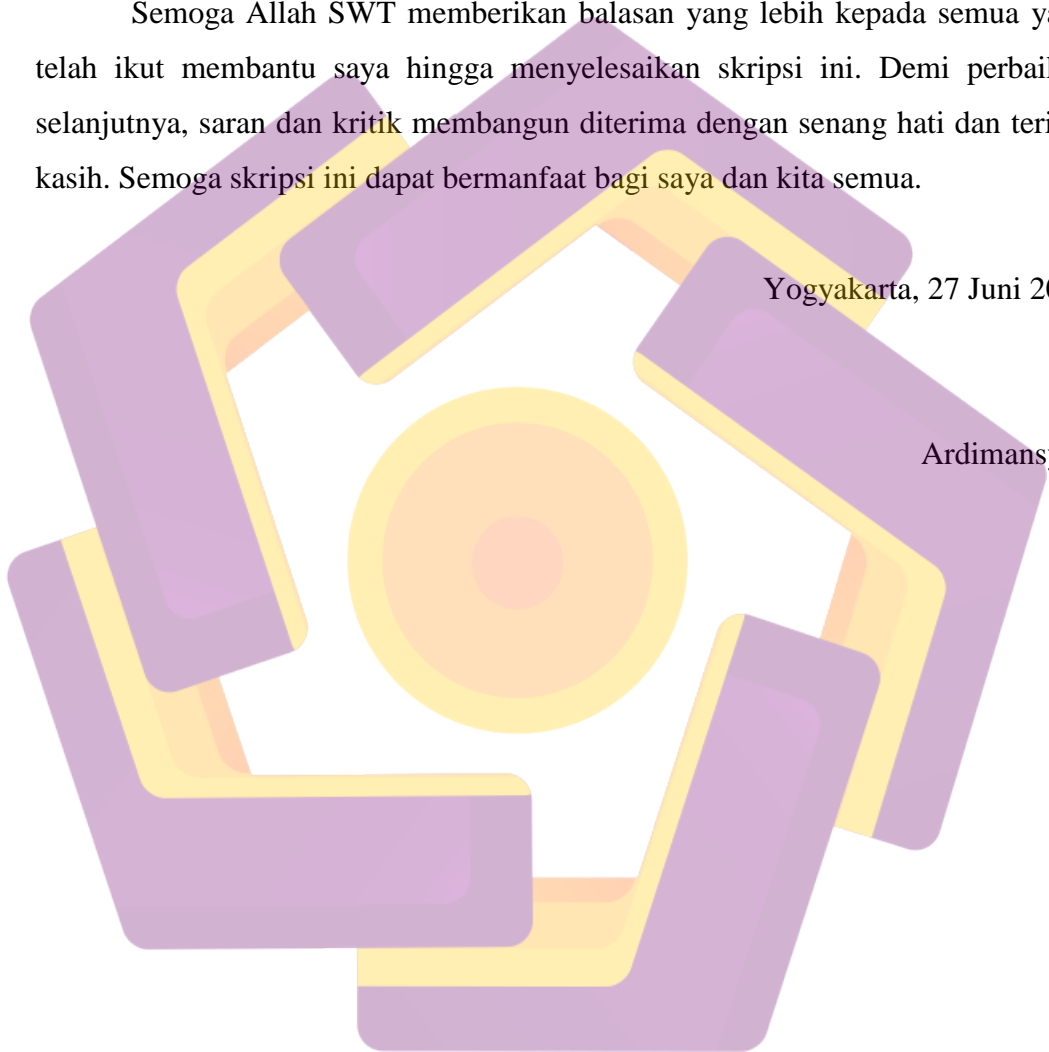 Semoga Allah SWT memberikan balasan yang lebih kepada semua
telah ikut membantu saya hingga menyelesaikan skripsi ini. Demi
selanjutnya, saran dan kritik membangun diterima dengan senang hati dan
kasih. Semoga skripsi ini dapat bermanfaat bagi saya dan kita semua.
Yogyakarta, 27 Juni